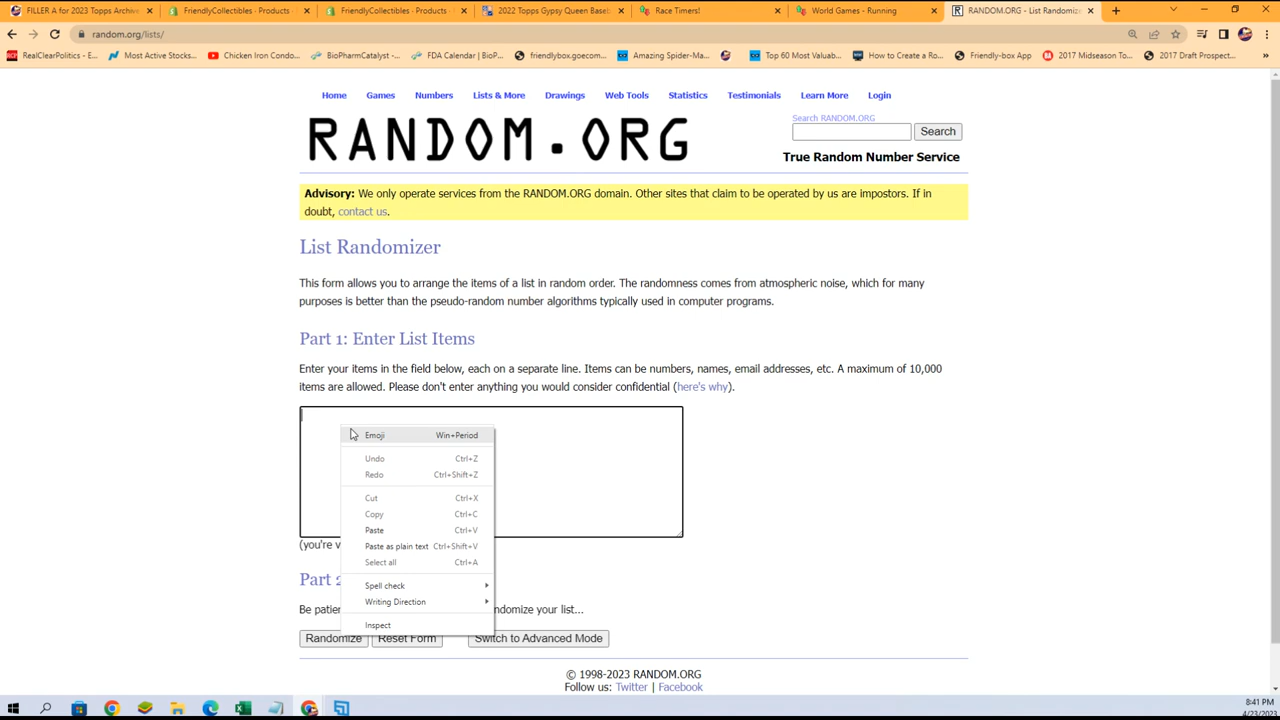 FILLER A for 2023 Topps Archive
FriendlyCollectibles - Products
FriendlyCollectibles - Products
2022 Topps Gypsy Queen Baseb
Race Timers!
World Games - Running
RANDOM.ORG - List Randomize
random.org/lists/
RealClearPolitics - E...
Most Active Stocks...
Chicken Iron Condo...
BioPharmCatalyst -...
FDA Calendar | BioP...
friendlybox.goecom...
Amazing Spider-Ma...
Top 60 Most Valuab...
How to Create a Ro...
Friendly-box App
2017 Midseason To...
2017 Draft Prospect...
Home Games Numbers Lists & More Drawings Web Tools Statistics Testimonials Learn More Login
RANDOM.ORG
Search RANDOM.ORG
Search
True Random Number Service
Advisory: We only operate services from the RANDOM.ORG domain. Other sites that claim to be operated by us are impostors. If in
doubt, contact us.
List Randomizer
This form allows you to arrange the items of a list in random order. The randomness comes from atmospheric noise, which for many
purposes is better than the pseudo-random number algorithms typically used in computer programs.
Part 1: Enter List Items
Enter your items in the field below, each on a separate line. Items can be numbers, names, email addresses, etc. A maximum of 10,000
items are allowed. Please don't enter anything you would consider confidential (here's why).
Emoji Win+Period
Undo Ctrl+Z
Redo Ctrl+Shift+Z
Cut Ctrl+X
Copy Ctrl+C
Paste Ctrl+V
Paste as plain text Ctrl+Shift+V
Select all Ctrl+A
Spell check
Writing Direction
Inspect
(you're v
Part 2
Be patie
ndomize your list...
Randomize Reset Form Switch to Advanced Mode
© 1998-2023 RANDOM.ORG
Follow us: Twitter | Facebook
8:41 PM
4/23/2023